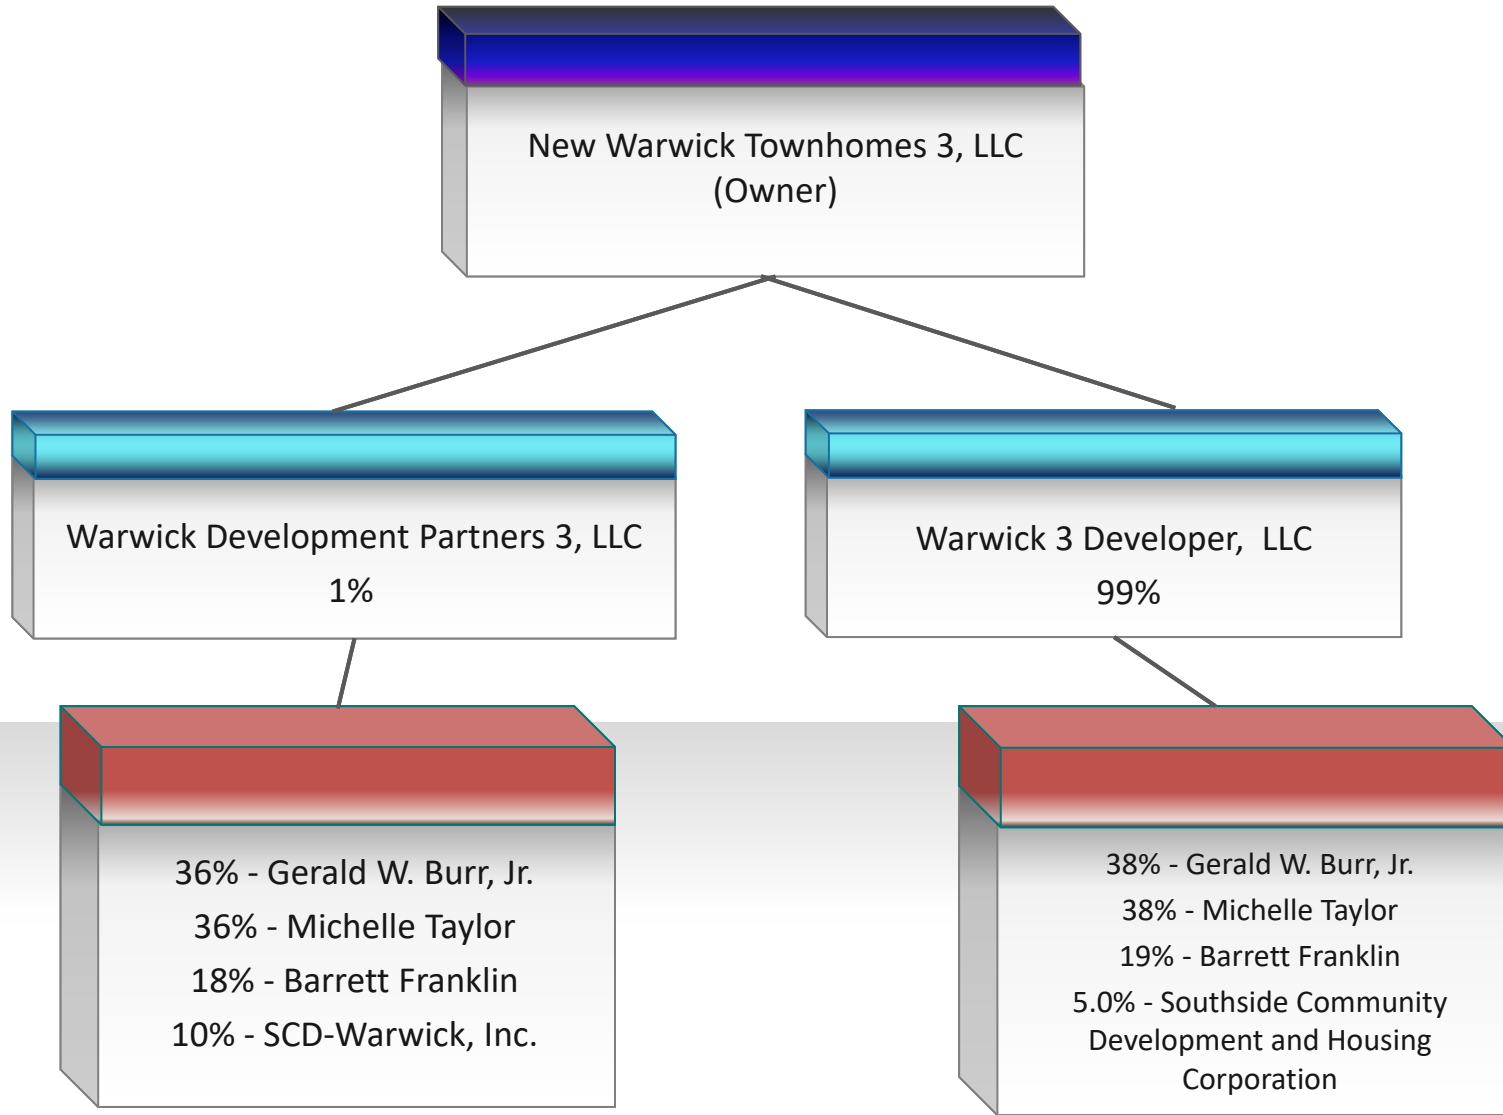 New Warwick Townhomes 3, LLC
(Owner)
Warwick Development Partners 3, LLC
1%
Warwick 3 Developer,  LLC
99%
36% - Gerald W. Burr, Jr.
36% - Michelle Taylor
18% - Barrett Franklin
10% - SCD-Warwick, Inc.
38% - Gerald W. Burr, Jr.
38% - Michelle Taylor
19% - Barrett Franklin
5.0% - Southside Community
Development and Housing
Corporation